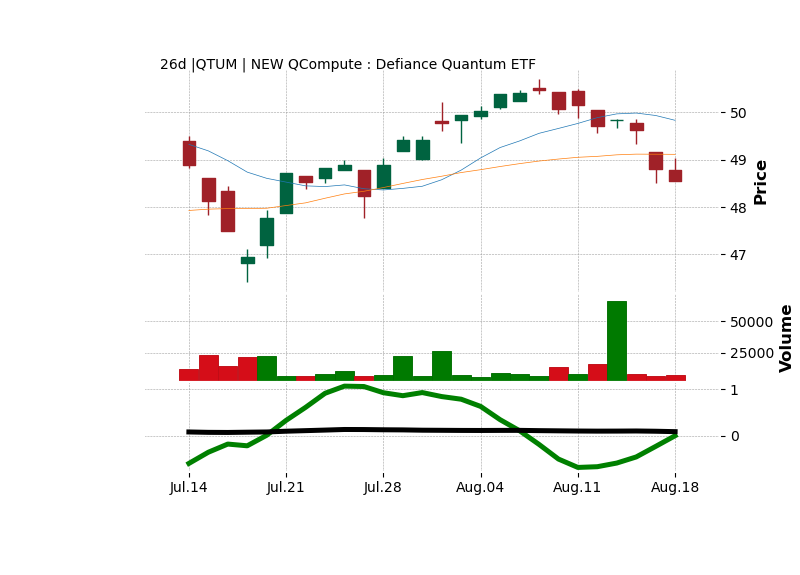 26d |QTUM | NEW QCompute : Defiance Quantum ETF
50
49
48
47
Price
50000
25000
Volume
1
0
Jul.14 Jul.21 Jul.28 Aug.04 Aug.11 Aug.18